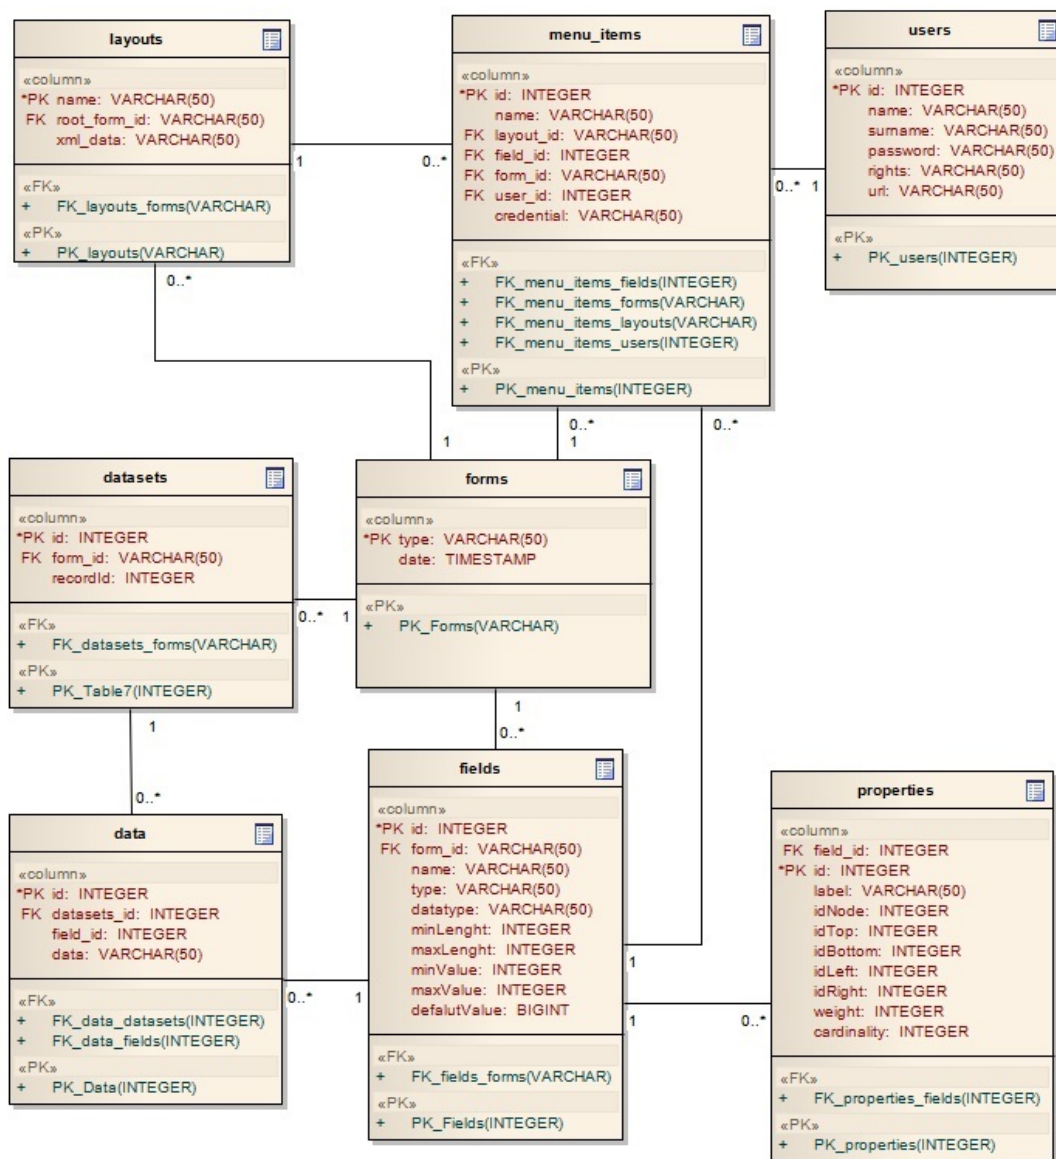 layouts
«column»
*PK name: VARCHAR(50)
FK root_form_id: VARCHAR(50)
xml_data: VARCHAR(50)
«FK»
+ FK_layouts_forms(VARCHAR)
«PK»
+ PK_layouts(VARCHAR)
1
0..*
0..*
menu_items
«column»
*PK id: INTEGER
name: VARCHAR(50)
FK layout_id: VARCHAR(50)
FK field_id: INTEGER
FK form_id: VARCHAR(50)
FK user_id: INTEGER
credential: VARCHAR(50)
«FK»
+ FK_menu_items_fields(INTEGER)
+ FK_menu_items_forms(VARCHAR)
+ FK_menu_items_layouts(VARCHAR)
+ FK_menu_items_users(INTEGER)
«PK»
+ PK_menu_items(INTEGER)
0..* 1
users
«column»
*PK id: INTEGER
name: VARCHAR(50)
surname: VARCHAR(50)
password: VARCHAR(50)
rights: VARCHAR(50)
url: VARCHAR(50)
«PK»
+ PK_users(INTEGER)
0..*
0..*
1
1
datasets
«column»
*PK id: INTEGER
FK form_id: VARCHAR(50)
recordId: INTEGER
«FK»
+ FK_datasets_forms(VARCHAR)
«PK»
+ PK_Table7(INTEGER)
0..* 1
forms
«column»
*PK type: VARCHAR(50)
date: TIMESTAMP
«PK»
+ PK_Forms(VARCHAR)
1
0..*
1
0..*
data
«column»
*PK id: INTEGER
FK datasets_id: INTEGER
field_id: INTEGER
data: VARCHAR(50)
«FK»
+ FK_data_datasets(INTEGER)
+ FK_data_fields(INTEGER)
«PK»
+ PK_Data(INTEGER)
0..* 1
fields
«column»
*PK id: INTEGER
FK form_id: VARCHAR(50)
name: VARCHAR(50)
type: VARCHAR(50)
datatype: VARCHAR(50)
minLenght: INTEGER
maxLenght: INTEGER
minValue: INTEGER
maxValue: INTEGER
defalutValue: BIGINT
«FK»
+ FK_fields_forms(VARCHAR)
«PK»
+ PK_Fields(INTEGER)
1
1
0..*
properties
«column»
FK field_id: INTEGER
*PK id: INTEGER
label: VARCHAR(50)
idNode: INTEGER
idTop: INTEGER
idBottom: INTEGER
idLeft: INTEGER
idRight: INTEGER
weight: INTEGER
cardinality: INTEGER
«FK»
+ FK_properties_fields(INTEGER)
«PK»
+ PK_properties(INTEGER)